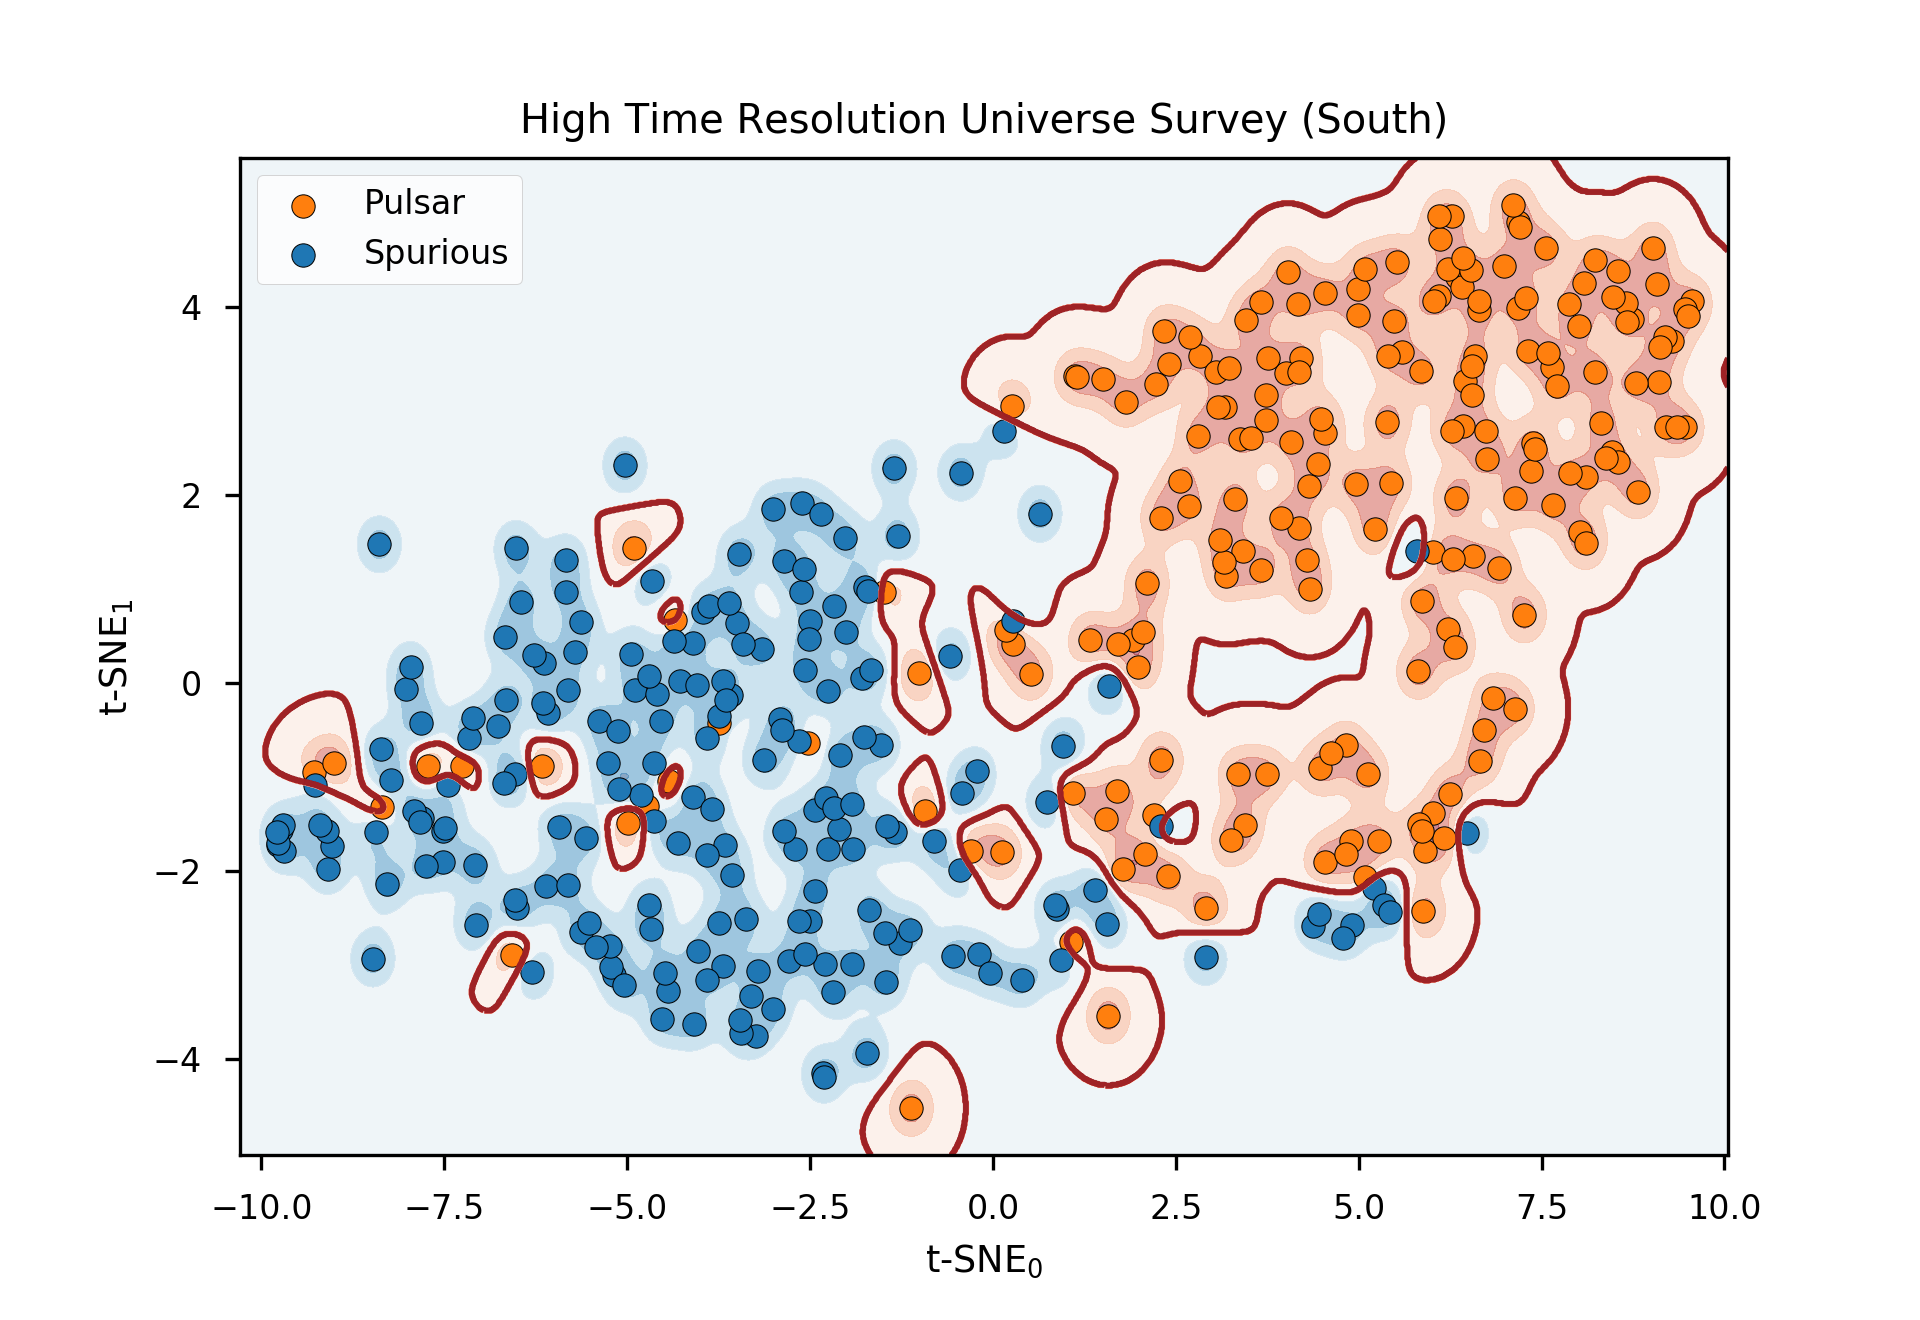 High Time Resolution Universe Survey (South)
Pulsar
Spurious
t-SNE₁
4
2
0
−2
−4
−10.0 −7.5 −5.0 −2.5 0.0 2.5 5.0 7.5 10.0
t-SNE₀